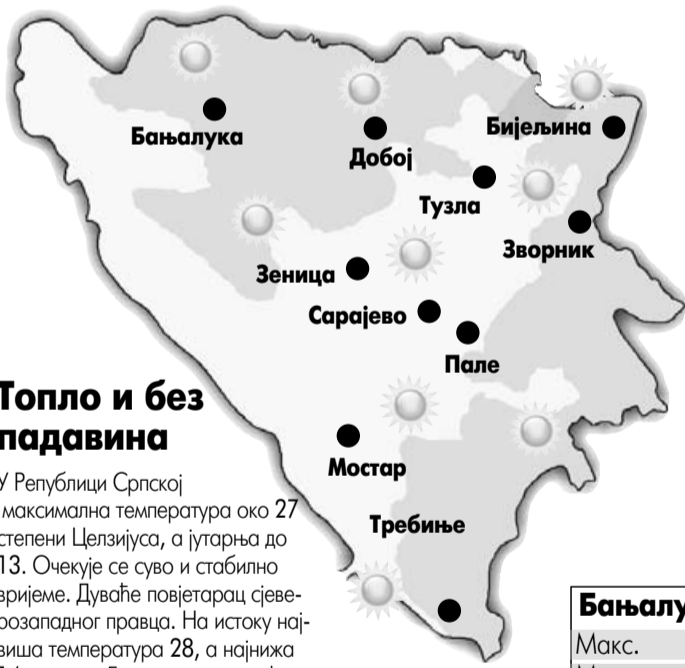 Бањалука
Добој
Бијељина
Тузла
Зворник
Зеница
Сарајево
Пале
Мостар
Требиње
Топло и без
падавина
У Републици Српској
максимална температура око 27
степени Целзијуса, а јутарња до
13. Очекује се суво и стабилно
вријеме. Дуваће повјетарац сјеве-
розападног правца. На истоку нај-
виша температура 28, а најнижа
Бањалу
Макс.